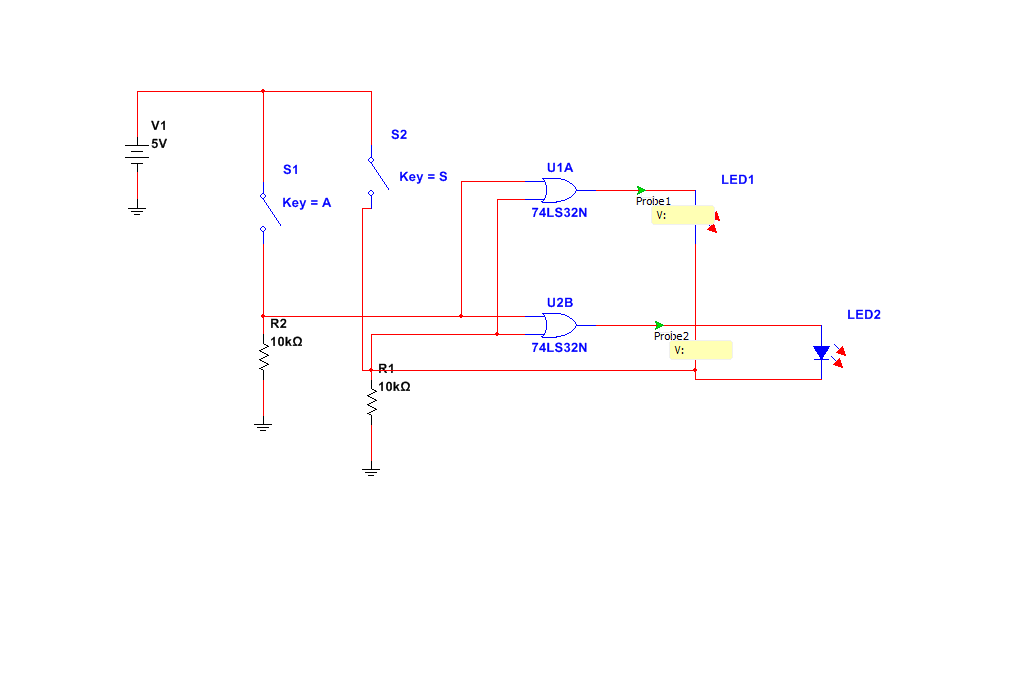 V1
5V
S2
S1
Key = S
Key = A
U1A
74LS32N
LED1
Probe1
V:
U2B
74LS32N
LED2
Probe2
V:
R2
10kΩ
R1
10kΩ